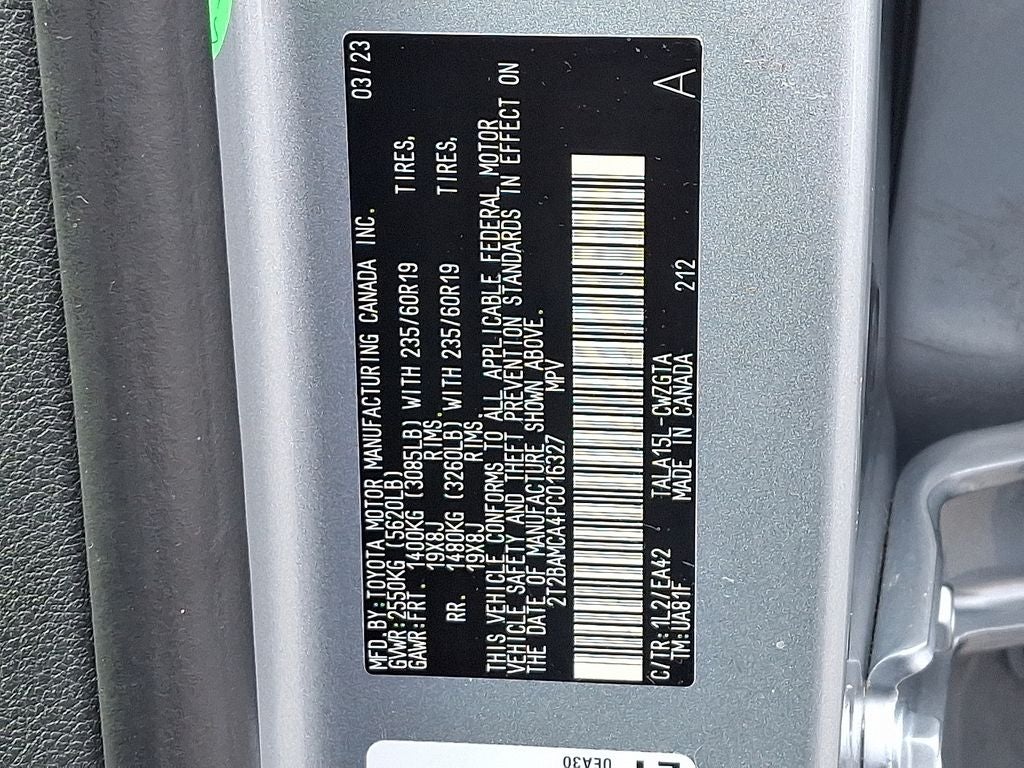 MFD.BY:TOYOTA MOTOR MANUFACTURING CANADA INC. 03/23
GVWR:2550KG (5620LB)
GAWR:FRT. 1400KG (3085LB) WITH 235/60R19 TIRES,
19X8J RIMS.
RR. 1480KG (3260LB) WITH 235/60R19 TIRES,
19X8J RIMS.
THIS VEHICLE CONFORMS TO ALL APPLICABLE FEDERAL MOTOR
VEHICLE SAFETY AND THEFT PREVENTION STANDARDS IN EFFECT ON
THE DATE OF MANUFACTURE SHOWN ABOVE.
2T2BAMCA4PC016327 MPV
C/TR:1L2/EA42 TALA15L-CWZGTA 212 A
TM:UA81F MADE IN CANADA
0EA30